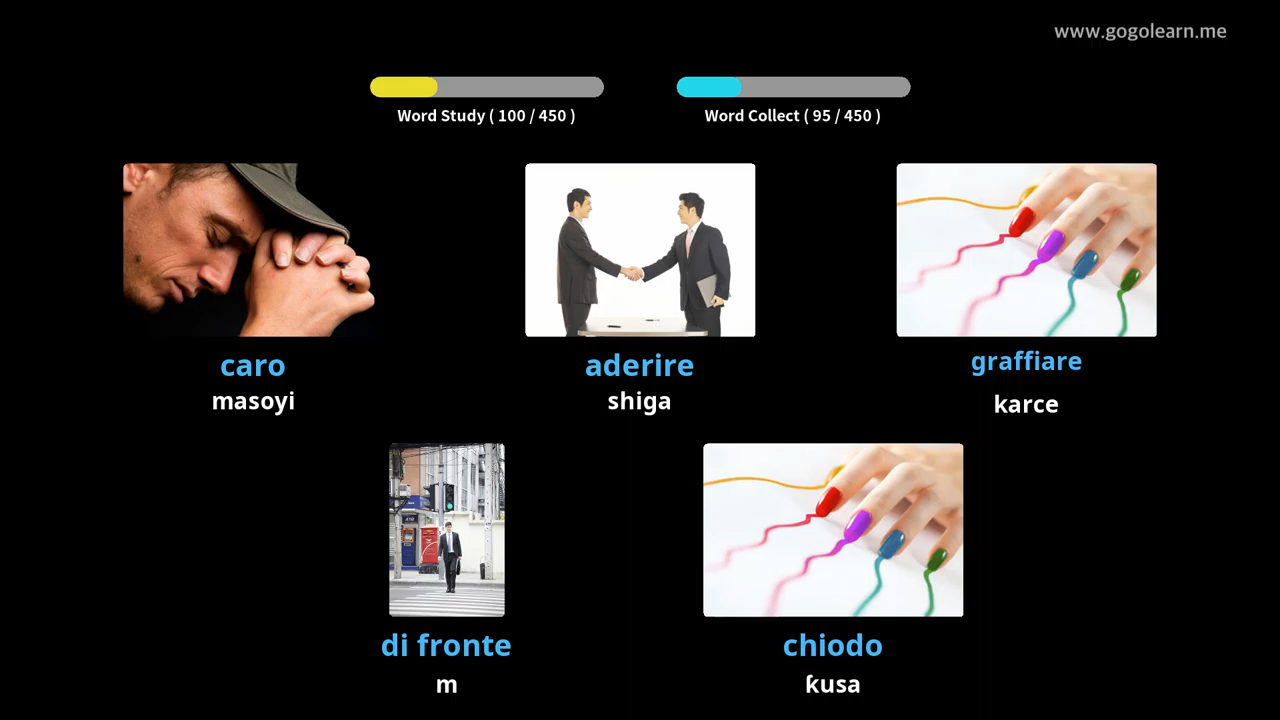 www.gogolearn.me
Word Study ( 100 / 450 )
Word Collect ( 95 / 450 )
caro
masoyi
aderire
shiga
graffiare
karce
di fronte
m
chiodo
ƙusa